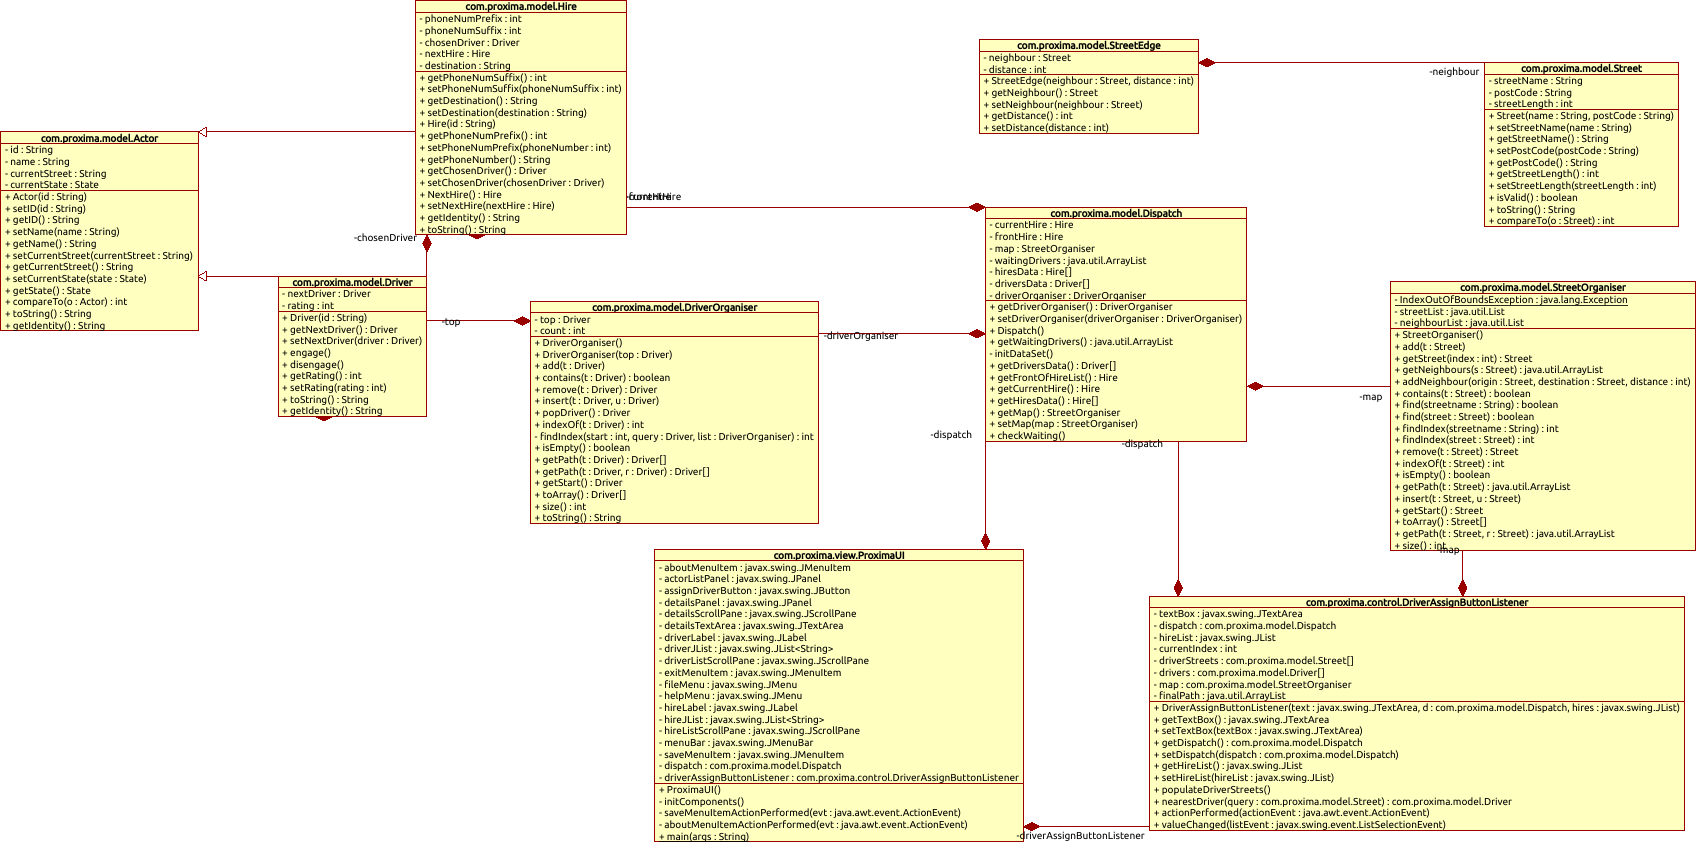 com.proxima.model.Hire
- phoneNumPrefix : int
- phoneNumSuffix : int
- chosenDriver : Driver
- nextHire : Hire
- destination : String
+ getPhoneNumSuffix() : int
+ setPhoneNumSuffix(phoneNumSuffix : int)
+ getDestination() : String
+ setDestination(destination : String)
+ Hire(id : String)
+ getPhoneNumPrefix() : int
+ setPhoneNumPrefix(phoneNumber : int)
+ getPhoneNumber() : String
+ getChosenDriver() : Driver
+ setChosenDriver(chosenDriver : Driver)
+ NextHire() : Hire
+ setNextHire(nextHire : Hire)
+ getIdentity() : String
+ toString() : String
com.proxima.model.StreetEdge
- neighbour : Street
- distance : int
+ StreetEdge(neighbour : Street, distance : int)
+ getNeighbour() : Street
+ setNeighbour(neighbour : Street)
+ getDistance() : int
+ setDistance(distance : int)
-neighbour
com.proxima.model.Street
- streetName : String
- postCode : String
- streetLength : int
+ Street(name : String, postCode : String)
+ setStreetName(name : String)
+ getStreetName() : String
+ setPostCode(postCode : String)
+ getPostCode() : String
+ getStreetLength() : int
+ setStreetLength(streetLength : int)
+ isValid() : boolean
+ toString() : String
+ compareTo(o : Street) : int
com.proxima.model.Actor
- id : String
- name : String
- currentStreet : String
- currentState : State
+ Actor(id : String)
+ setID(id : String)
+ getID() : String
+ setName(name : String)
+ getName() : String
+ setCurrentStreet(currentStreet : String)
+ getCurrentStreet() : String
+ setCurrentState(state : State)
+ getState() : State
+ compareTo(o : Actor) : int
+ toString() : String
+ getIdentity() : String
-chosenDriver
com.proxima.model.Driver
- nextDriver : Driver
- rating : int
+ Driver(id : String)
+ getNextDriver() : Driver
+ setNextDriver(driver : Driver)
+ engage()
+ disengage()
+ getRating() : int
+ setRating(rating : int)
+ toString() : String
+ getIdentity() : String
-top
com.proxima.model.DriverOrganiser
- top : Driver
- count : int
+ DriverOrganiser()
+ DriverOrganiser(top : Driver)
+ add(t : Driver)
+ contains(t : Driver) : boolean
+ remove(t : Driver) : Driver
+ insert(t : Driver, u : Driver)
+ popDriver() : Driver
+ indexOf(t : Driver) : int
- findIndex(start : int, query : Driver, list : DriverOrganiser) : int
+ isEmpty() : boolean
+ getPath(t : Driver) : Driver[]
+ getPath(t : Driver, r : Driver) : Driver[]
+ getStart() : Driver
+ toArray() : Driver[]
+ size() : int
+ toString() : String
-driverOrganiser
com.proxima.model.Dispatch
- currentHire : Hire
- frontHire : Hire
- map : StreetOrganiser
- waitingDrivers : java.util.ArrayList
- hiresData : Hire[]
- driversData : Driver[]
- driverOrganiser : DriverOrganiser
+ getDriverOrganiser() : DriverOrganiser
+ setDriverOrganiser(driverOrganiser : DriverOrganiser)
+ Dispatch()
+ getWaitingDrivers() : java.util.ArrayList
- initDataSet()
+ getDriversData() : Driver[]
+ getFrontOfHireList() : Hire
+ getCurrentHire() : Hire
+ getHiresData() : Hire[]
+ getMap() : StreetOrganiser
+ setMap(map : StreetOrganiser)
+ checkWaiting()
-dispatch
-dispatch
-map
com.proxima.model.StreetOrganiser
- IndexOutOfBoundsException : java.lang.Exception
- streetList : java.util.List
- neighbourList : java.util.List
+ StreetOrganiser()
+ add(t : Street)
+ getStreet(index : int) : Street
+ getNeighbours(s : Street) : java.util.ArrayList
+ addNeighbour(origin : Street, destination : Street, distance : int)
+ contains(t : Street) : boolean
+ find(streetname : String) : boolean
+ find(street : Street) : boolean
+ findIndex(streetname : String) : int
+ findIndex(street : Street) : int
+ remove(t : Street) : Street
+ indexOf(t : Street) : int
+ isEmpty() : boolean
+ getPath(t : Street) : java.util.ArrayList
+ insert(t : Street, u : Street)
+ getStart() : Street
+ toArray() : Street[]
+ getPath(t : Street, r : Street) : java.util.ArrayList
+ size() : int
-map
com.proxima.view.ProximaUI
- aboutMenuItem : javax.swing.JMenuItem
- actorListPanel : javax.swing.JPanel
- assignDriverButton : javax.swing.JButton
- detailsPanel : javax.swing.JPanel
- detailsScrollPane : javax.swing.JScrollPane
- detailsTextArea : javax.swing.JTextArea
- driverLabel : javax.swing.JLabel
- driverJList : javax.swing.JList<String>
- driverListScrollPane : javax.swing.JScrollPane
- exitMenuItem : javax.swing.JMenuItem
- fileMenu : javax.swing.JMenu
- helpMenu : javax.swing.JMenu
- hireLabel : javax.swing.JLabel
- hireJList : javax.swing.JList<String>
- hireListScrollPane : javax.swing.JScrollPane
- menuBar : javax.swing.JMenuBar
- saveMenuItem : javax.swing.JMenuItem
- dispatch : com.proxima.model.Dispatch
- driverAssignButtonListener : com.proxima.control.DriverAssignButtonListener
+ ProximaUI()
- initComponents()
- saveMenuItemActionPerformed(evt : java.awt.event.ActionEvent)
- aboutMenuItemActionPerformed(evt : java.awt.event.ActionEvent)
+ main(args : String)
-driverAssignButtonListener
com.proxima.control.DriverAssignButtonListener
- textBox : javax.swing.JTextArea
- dispatch : com.proxima.model.Dispatch
- hireList : javax.swing.JList
- currentIndex : int
- driverStreets : com.proxima.model.Street[]
- drivers : com.proxima.model.Driver[]
- map : com.proxima.model.StreetOrganiser
- finalPath : java.util.ArrayList
+ DriverAssignButtonListener(text : javax.swing.JTextArea, d : com.proxima.model.Dispatch, hires : javax.swing.JList)
+ getTextBox() : javax.swing.JTextArea
+ setTextBox(textBox : javax.swing.JTextArea)
+ getDispatch() : com.proxima.model.Dispatch
+ setDispatch(dispatch : com.proxima.model.Dispatch)
+ getHireList() : javax.swing.JList
+ setHireList(hireList : javax.swing.JList)
+ populateDriverStreets()
+ nearestDriver(query : com.proxima.model.Street) : com.proxima.model.Driver
+ actionPerformed(actionEvent : java.awt.event.ActionEvent)
+ valueChanged(listEvent : javax.swing.event.ListSelectionEvent)